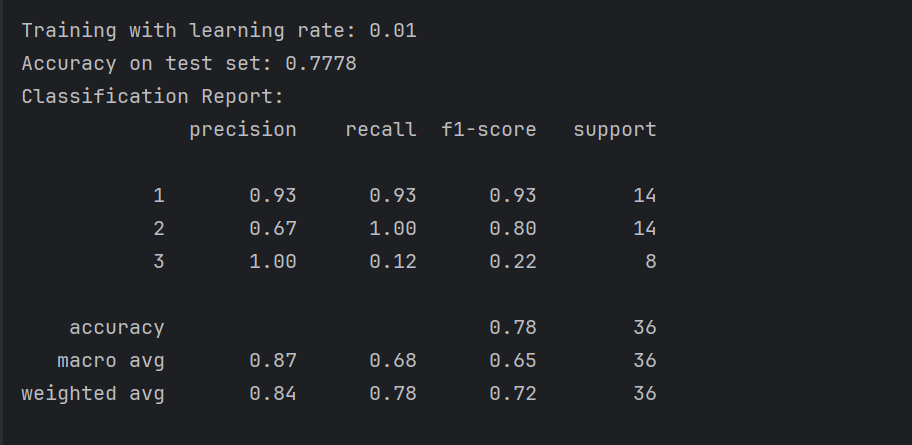 Training with learning rate: 0.01
Accuracy on test set: 0.7778
Classification Report:
              precision    recall  f1-score   support

           1       0.93      0.93      0.93        14
           2       0.67      1.00      0.80        14
           3       1.00      0.12      0.22         8

    accuracy                           0.78        36
   macro avg       0.87      0.68      0.65        36
weighted avg       0.84      0.78      0.72        36